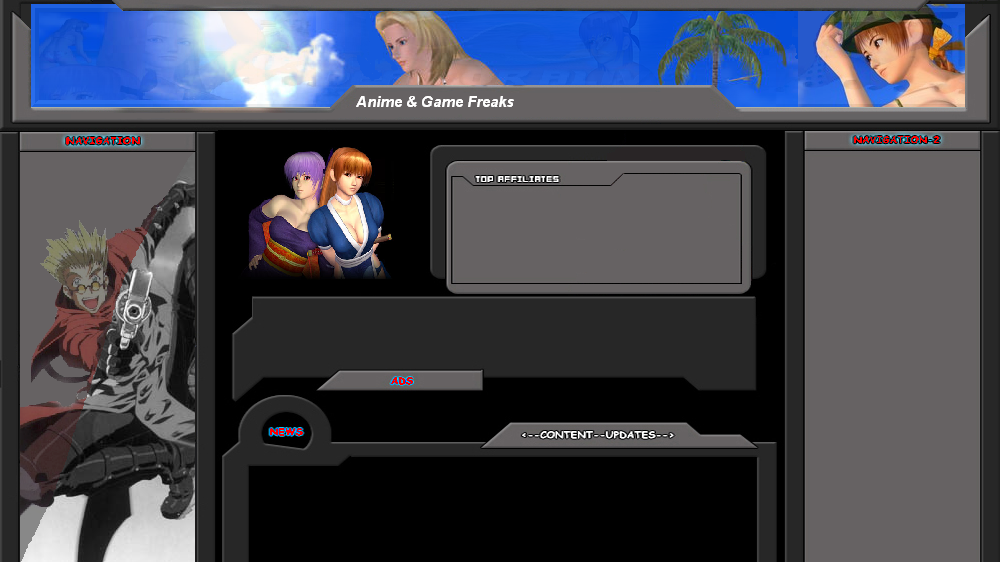 Anime & Game Freaks
NAVIGATION
NAVIGATION-2
TOP AFFILIATES
ADS
NEWS
<--CONTENT--UPDATES-->